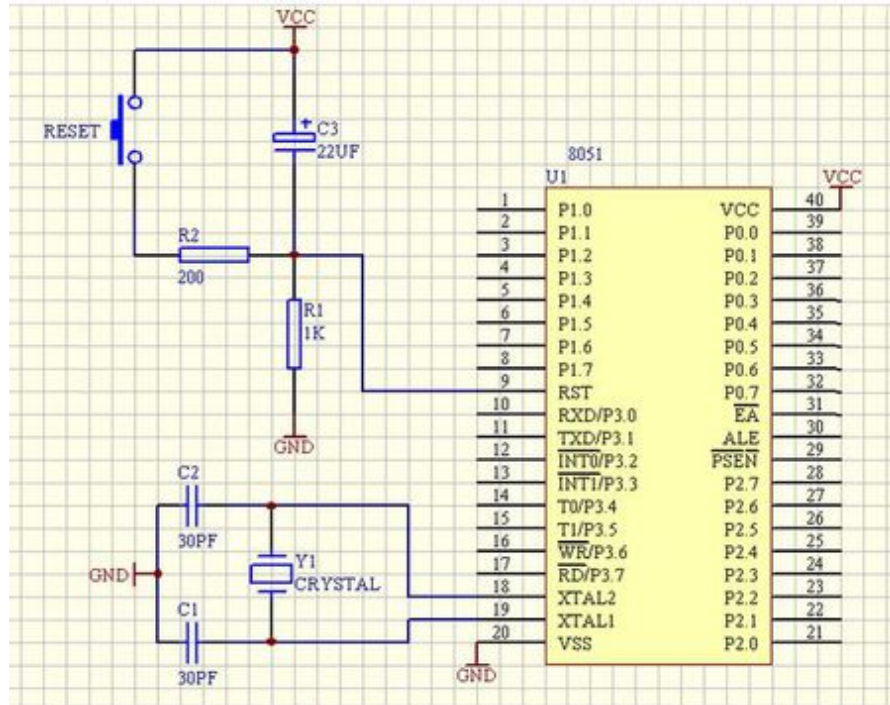 VCC
RESET
C3
22UF
R2
200
R1
1K
GND
C2
30PF
GND
Y1
CRYSTAL
C1
30PF
8051
U1
VCC
1 P1.0 VCC 40
2 P1.1 P0.0 39
3 P1.2 P0.1 38
4 P1.3 P0.2 37
5 P1.4 P0.3 36
6 P1.5 P0.4 35
7 P1.6 P0.5 34
8 P1.7 P0.6 33
9 RST P0.7 32
10 RXD/P3.0 EA 31
11 TXD/P3.1 ALE 30
12 INT0/P3.2 PSEN 29
13 INT1/P3.3 P2.7 28
14 T0/P3.4 P2.6 27
15 T1/P3.5 P2.5 26
16 WR/P3.6 P2.4 25
17 RD/P3.7 P2.3 24
18 XTAL2 P2.2 23
19 XTAL1 P2.1 22
20 VSS P2.0 21
GND